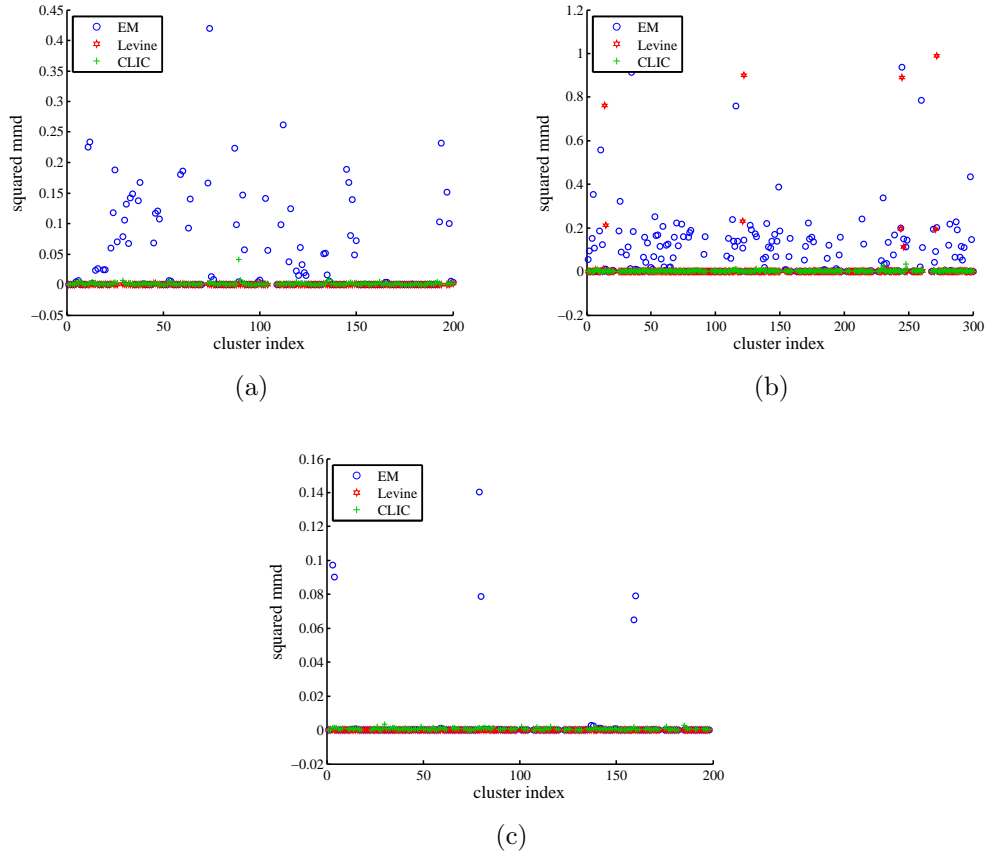 0.45
0.4
0.35
0.3
0.25
0.2
0.15
0.1
0.05
0
−0.05
squared mmd
EM
Levine
CLIC
0 50 100 150 200
cluster index
(a)
1.2
1
0.8
0.6
0.4
0.2
0
−0.2
squared mmd
EM
Levine
CLIC
0 50 100 150 200 250 300
cluster index
(b)
0.16
0.14
0.12
0.1
0.08
0.06
0.04
0.02
0
−0.02
squared mmd
EM
Levine
CLIC
0 50 100 150 200
cluster index
(c)